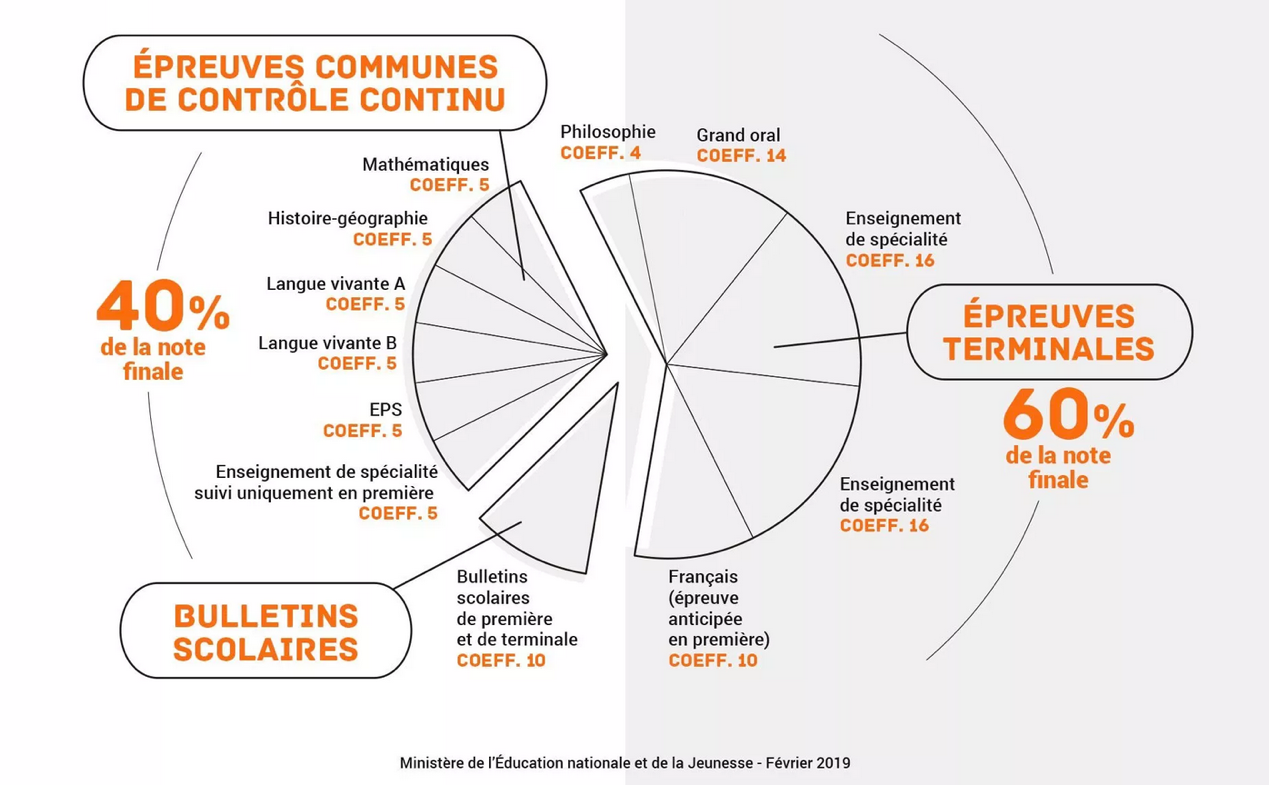 ÉPREUVES COMMUNES
DE CONTRÔLE CONTINU
Mathématiques
COEFF. 5
Histoire-géographie
COEFF. 5
Langue vivante A
COEFF. 5
Langue vivante B
COEFF. 5
EPS
COEFF. 5
Enseignement de spécialité
suivi uniquement en première
COEFF. 5
40%
de la note
finale
BULLETINS
SCOLAIRES
Bulletins
scolaires
de première
et de terminale
COEFF. 10
Philosophie
COEFF. 4
Grand oral
COEFF. 14
Enseignement
de spécialité
COEFF. 16
ÉPREUVES
TERMINALES
60%
de la note
finale
Enseignement
de spécialité
COEFF. 16
Français
(épreuve
anticipée
en première)
COEFF. 10
Ministère de l’Éducation nationale et de la Jeunesse - Février 2019